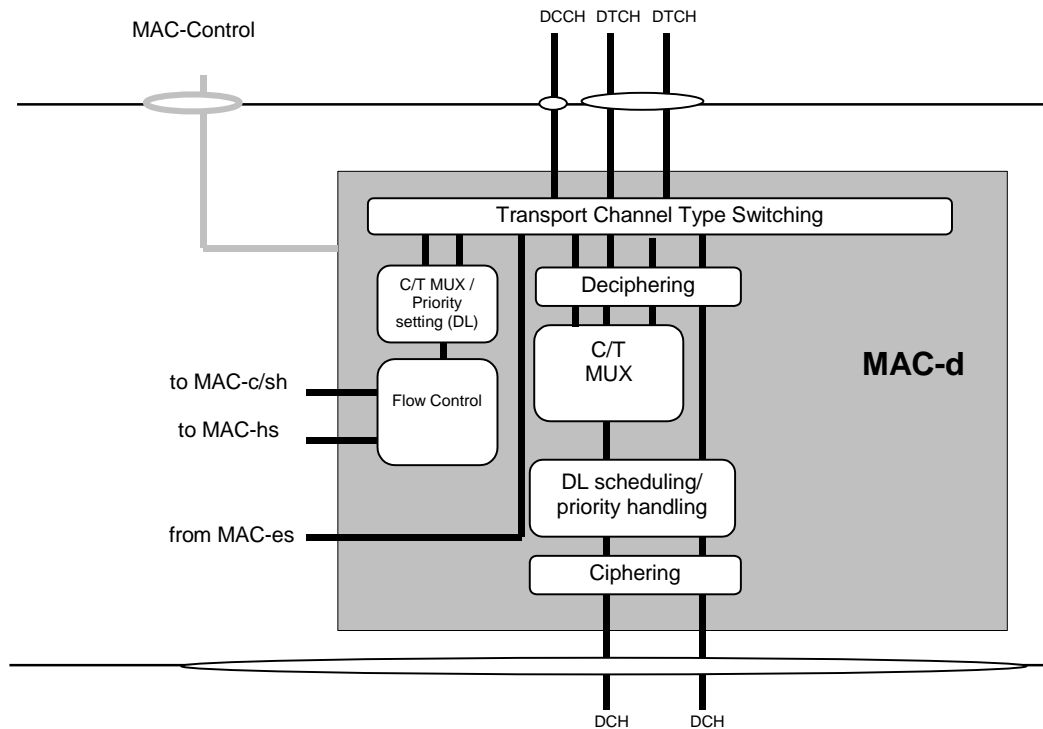 DCCH DTCH DTCH
MAC-Control
Transport Channel Type Switching
C/T MUX /
Priority
setting (DL)
Deciphering
C/T
MUX
MAC-d
to MAC-c/sh
Flow Control
to MAC-hs
DL scheduling/
priority handling
from MAC-es
Ciphering
DCH DCH